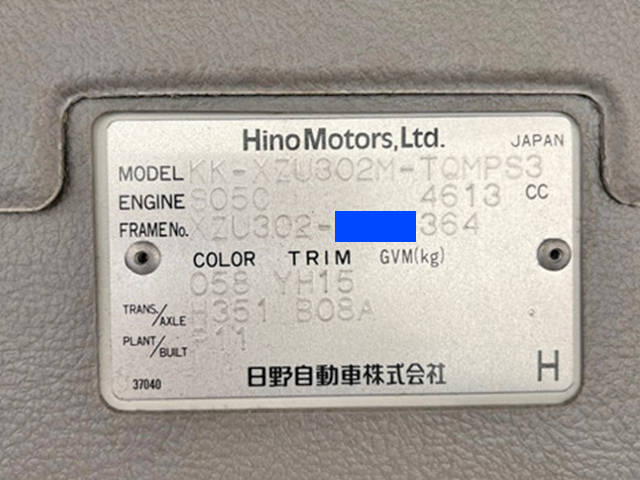 Hino Motors, Ltd. JAPAN
MODEL KK-XZU302M-TQMPS3
ENGINE S05C 4613 CC
FRAME No. XZU302- 364
COLOR TRIM GVM(kg)
058 YH15
TRANS./AXLE H351 B08A
PLANT/BUILT 11
37040 日野自動車株式会社 H